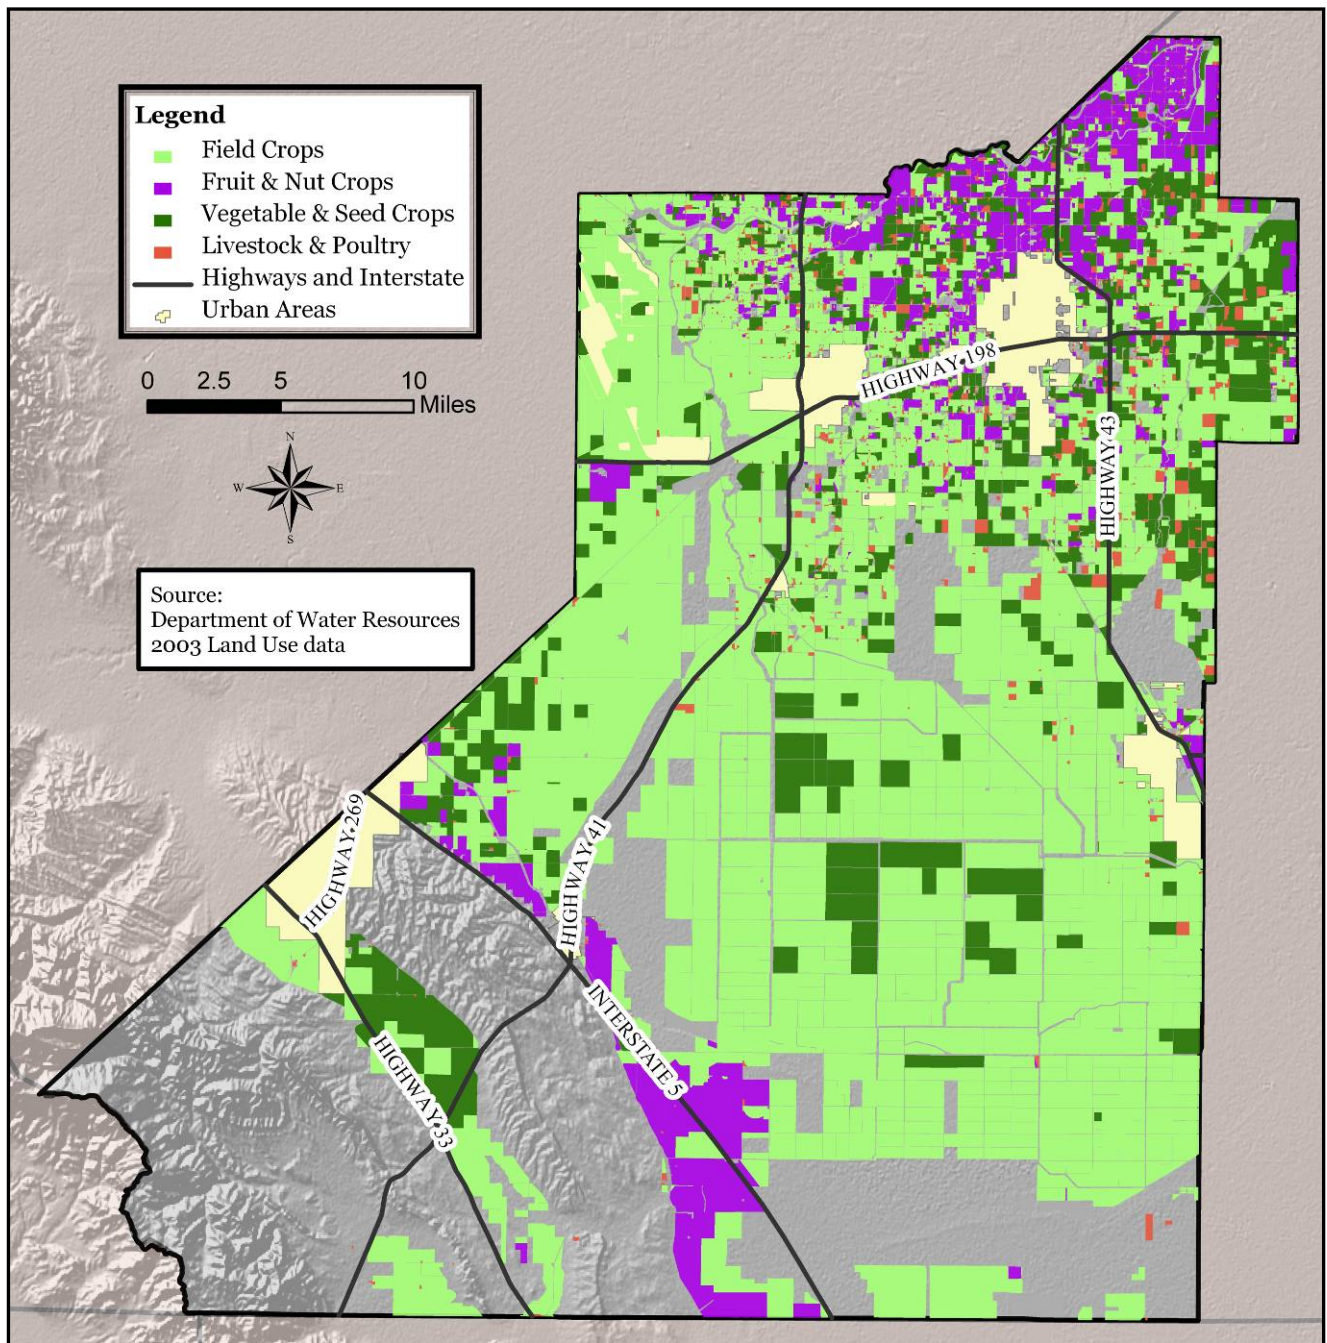 Legend
Field Crops
Fruit & Nut Crops
Vegetable & Seed Crops
Livestock & Poultry
Highways and Interstate
Urban Areas
0 2.5 5 10
Miles
N
W E
S
Source:
Department of Water Resources
2003 Land Use data
HIGHWAY 198
HIGHWAY 43
HIGHWAY 269
HIGHWAY 41
INTERSTATE 5
HIGHWAY 33